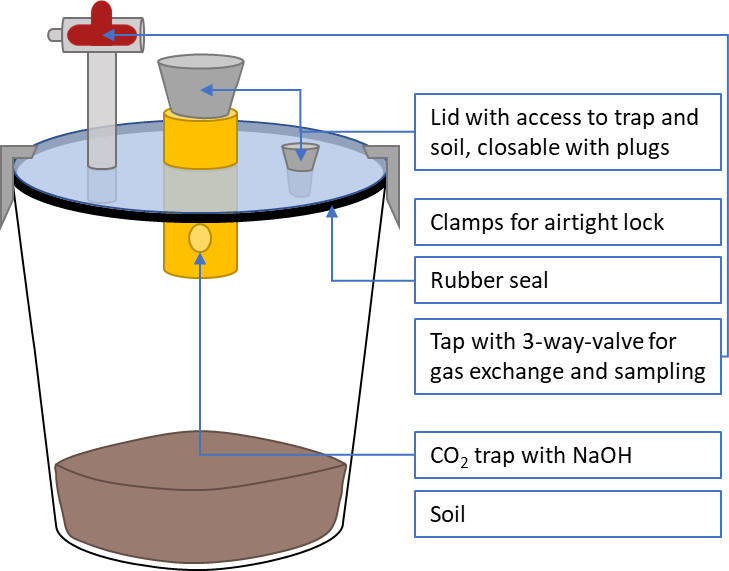 Lid with access to trap and
soil, closable with plugs
Clamps for airtight lock
Rubber seal
Tap with 3-way-valve for
gas exchange and sampling
CO₂ trap with NaOH
Soil